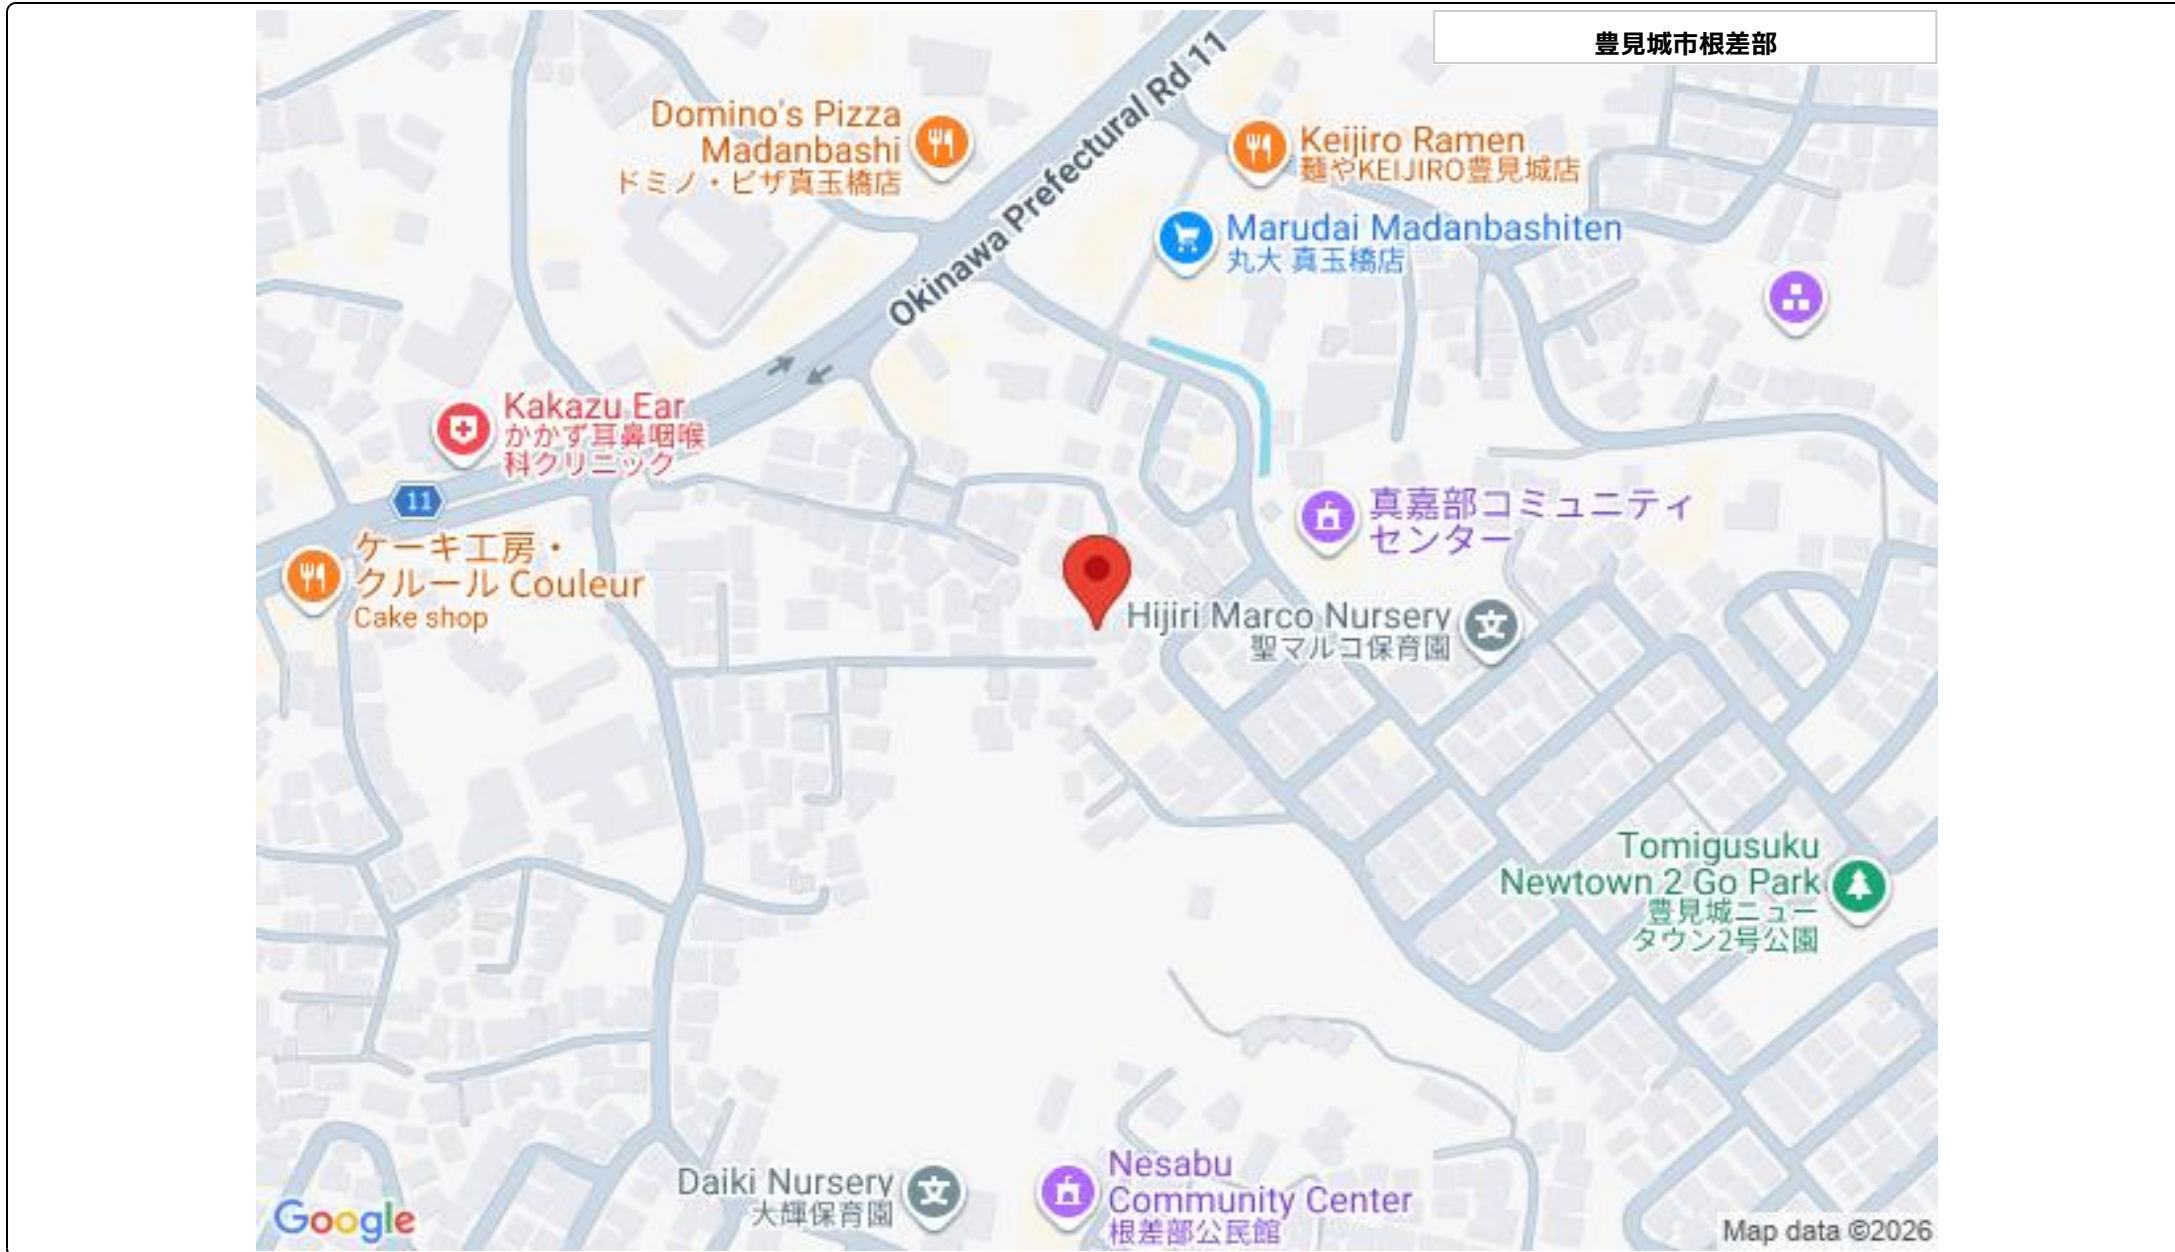 豊見城市根差部
Okinawa Prefectural Rd 11
Domino's Pizza
Madanbashi
ドミノ・ピザ真玉橋店
Keijiro Ramen
麺やKEIJIRO豊見城店
Marudai Madanbashiten
丸大 真玉橋店
Kakazu Ear
かかず耳鼻咽喉
科クリニック
11
ケーキ工房・
クルール Couleur
Cake shop
真嘉部コミュニティ
センター
Hijiri Marco Nursery
聖マルコ保育園
Tomigusuku
Newtown 2 Go Park
豊見城ニュー
タウン2号公園
Daiki Nursery
大輝保育園
Nesabu
Community Center
根差部公民館
Google
Map data ©2026